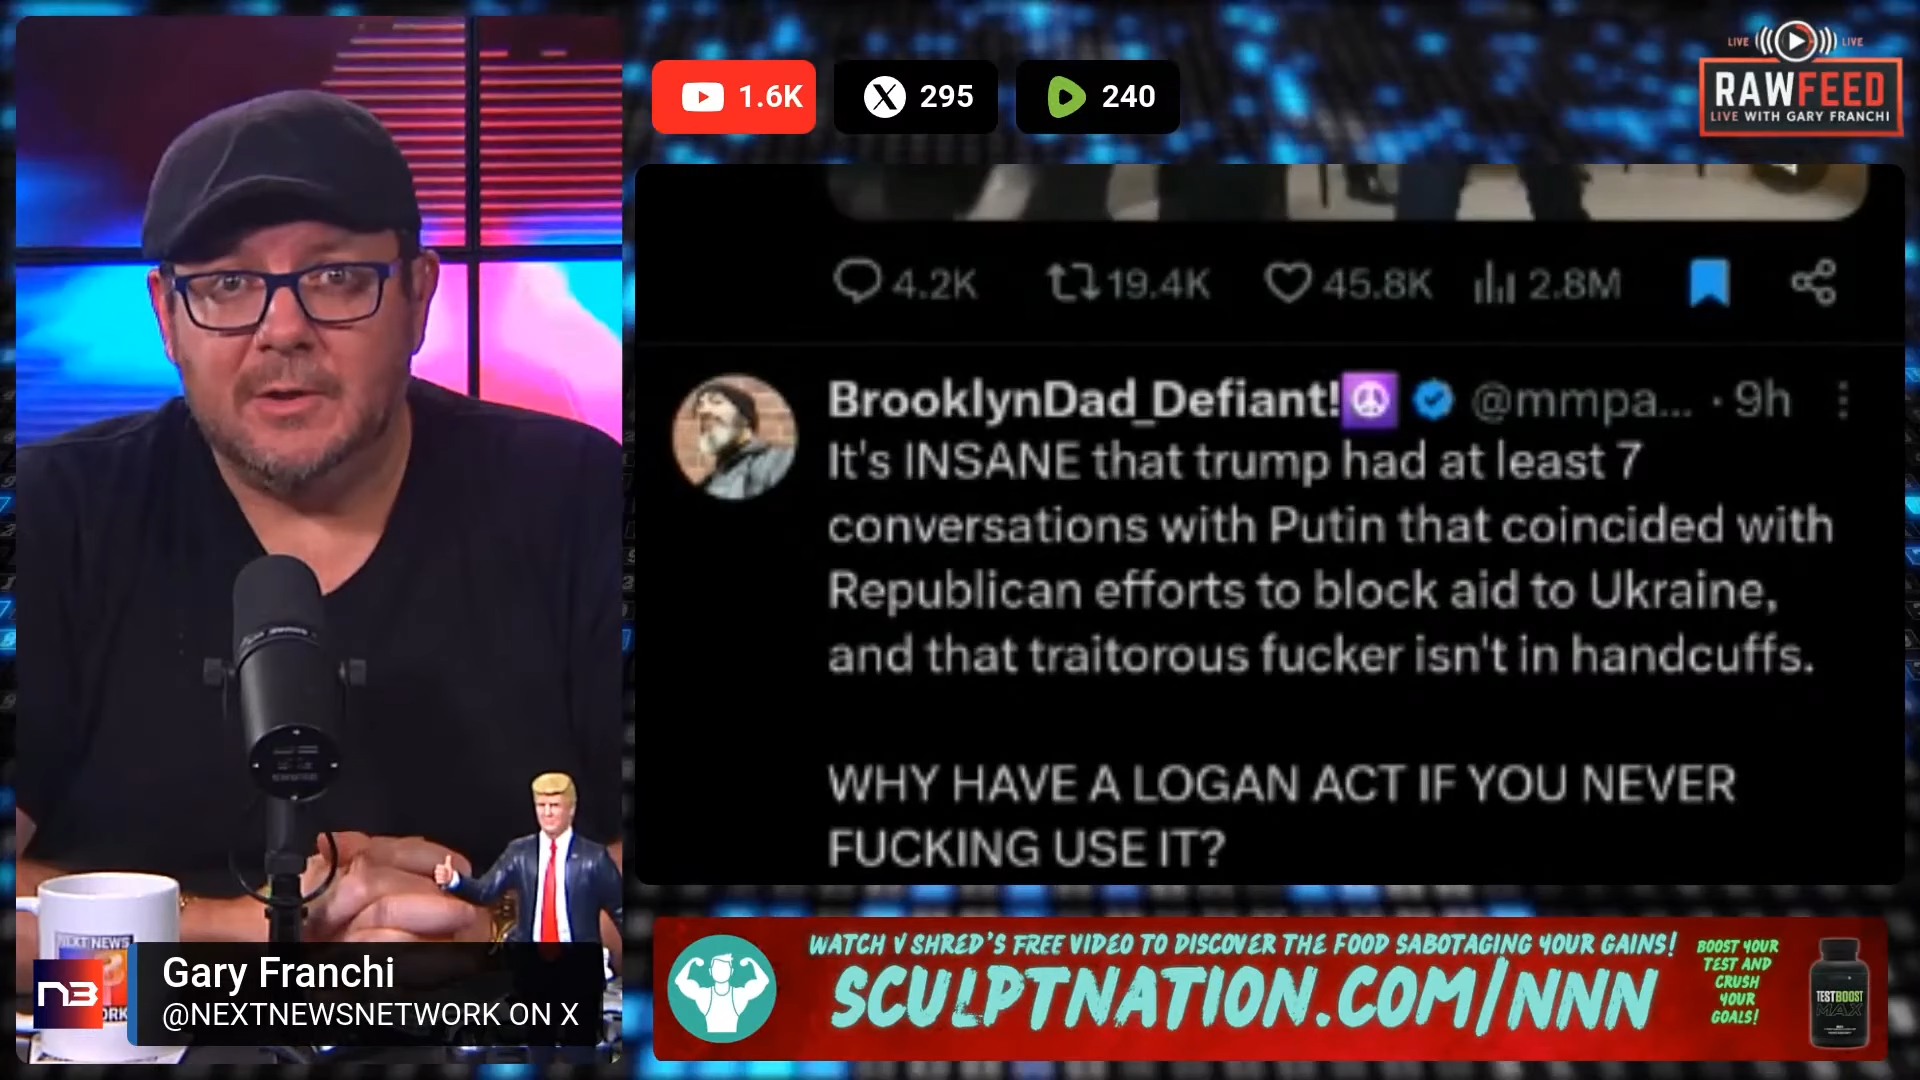 1.6K
295
240
LIVE
LIVE
RAWFEED
LIVE WITH GARY FRANCHI
4.2K
19.4K
45.8K
2.8M
BrooklynDad_Defiant! @mmpa... · 9h
It's INSANE that trump had at least 7
conversations with Putin that coincided with
Republican efforts to block aid to Ukraine,
and that traitorous fucker isn't in handcuffs.
WHY HAVE A LOGAN ACT IF YOU NEVER
FUCKING USE IT?
NEXT NEWS
ORK
n3
Gary Franchi
@NEXTNEWSNETWORK ON X
WATCH V SHRED'S FREE VIDEO TO DISCOVER THE FOOD SABOTAGING YOUR GAINS!
SCULPTNATION.COM/NNN
BOOST YOUR
TEST AND
CRUSH
YOUR
GOALS!
TESTBOOST
MAX